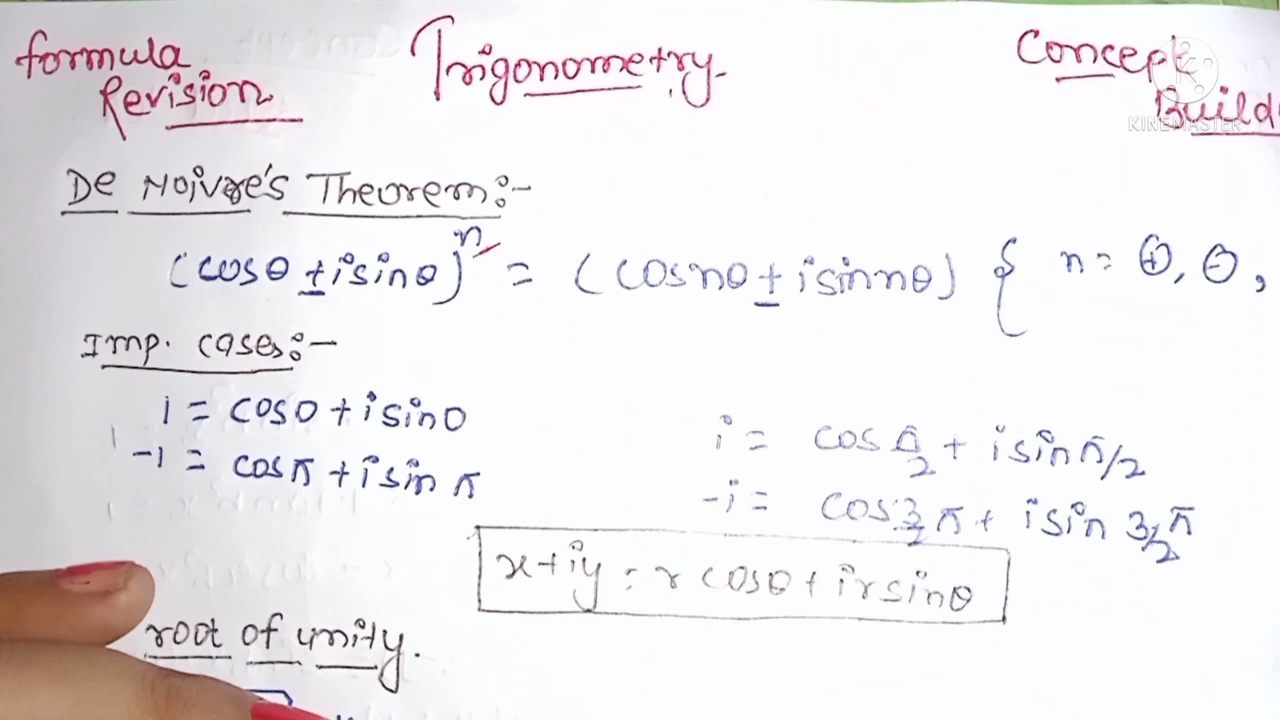 formula Trigonometry. Concept
Revision Build
KINEMASTER
De Moivre's Theorem:-
(cosθ ± isinθ)ⁿ = (cosnθ ± isinnθ) { n = ⊕, ⊖,
Imp. cases:-
1 = cos0 + isin0
-1 = cosπ + isin π
i = cos π/2 + isin π/2
-i = cos 3/2 π + isin 3/2 π
x+iy = r cosθ + irsinθ
root of unity.